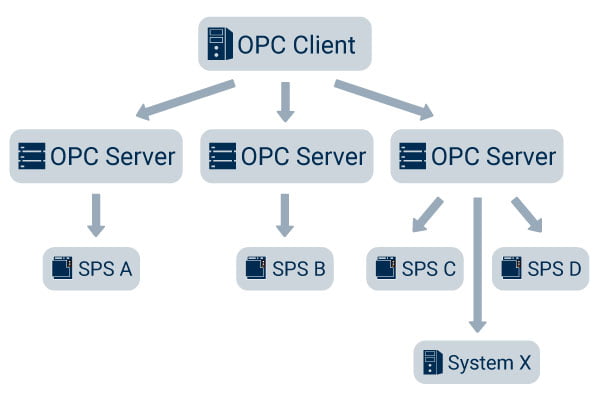 OPC Client
OPC Server
OPC Server
OPC Server
SPS A
SPS B
SPS C
SPS D
System X